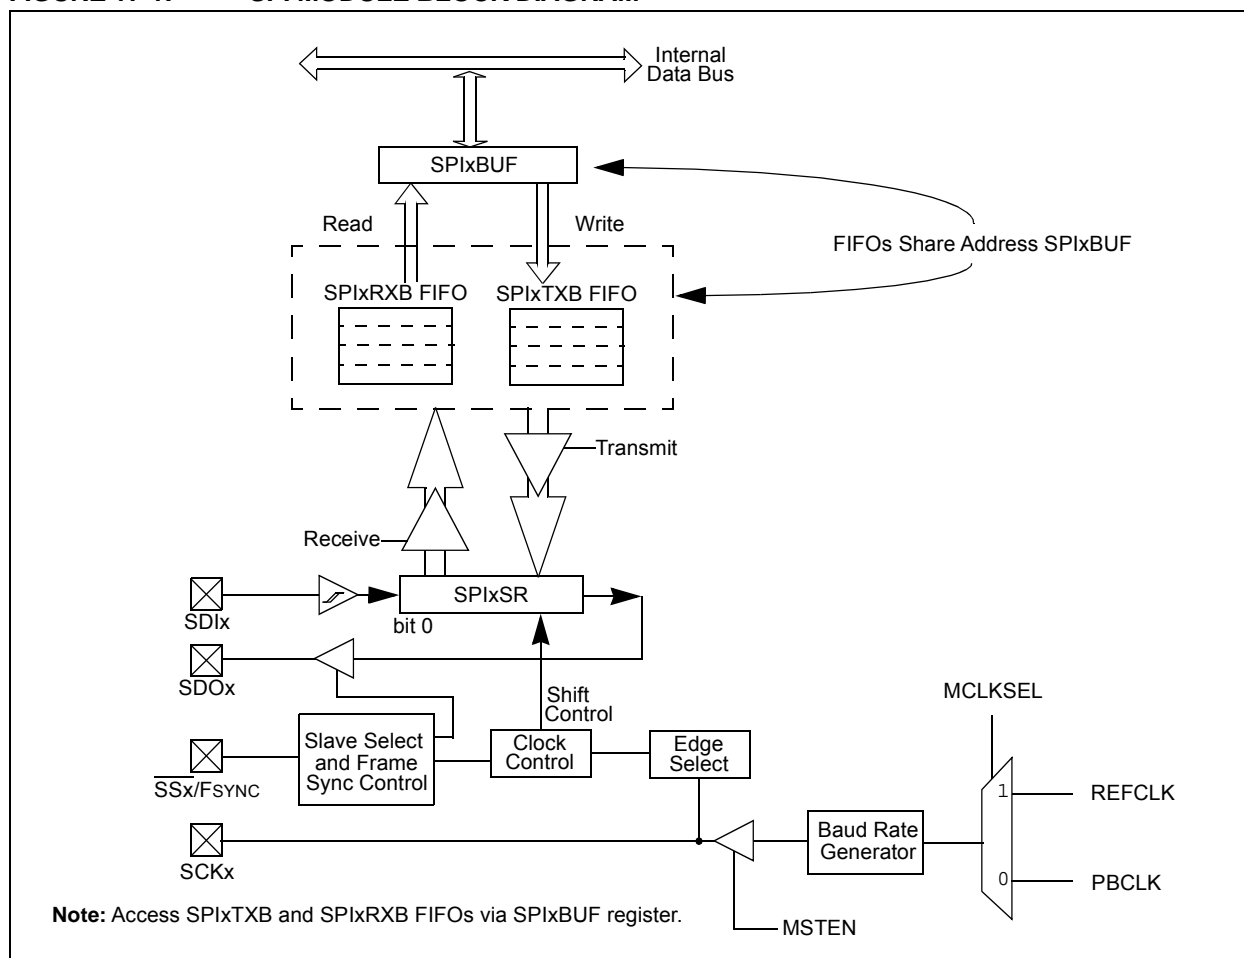 Internal
Data Bus
SPIxBUF
Read
Write
FIFOs Share Address SPIxBUF
SPIxRXB FIFO
SPIxTXB FIFO
Transmit
Receive
SPIxSR
SDIx
bit 0
SDOx
Shift
Control
MCLKSEL
Slave Select
and Frame
Sync Control
Clock
Control
Edge
Select
SSx/FSYNC
1
REFCLK
Baud Rate
Generator
SCKx
0
PBCLK
Note: Access SPIxTXB and SPIxRXB FIFOs via SPIxBUF register.
MSTEN